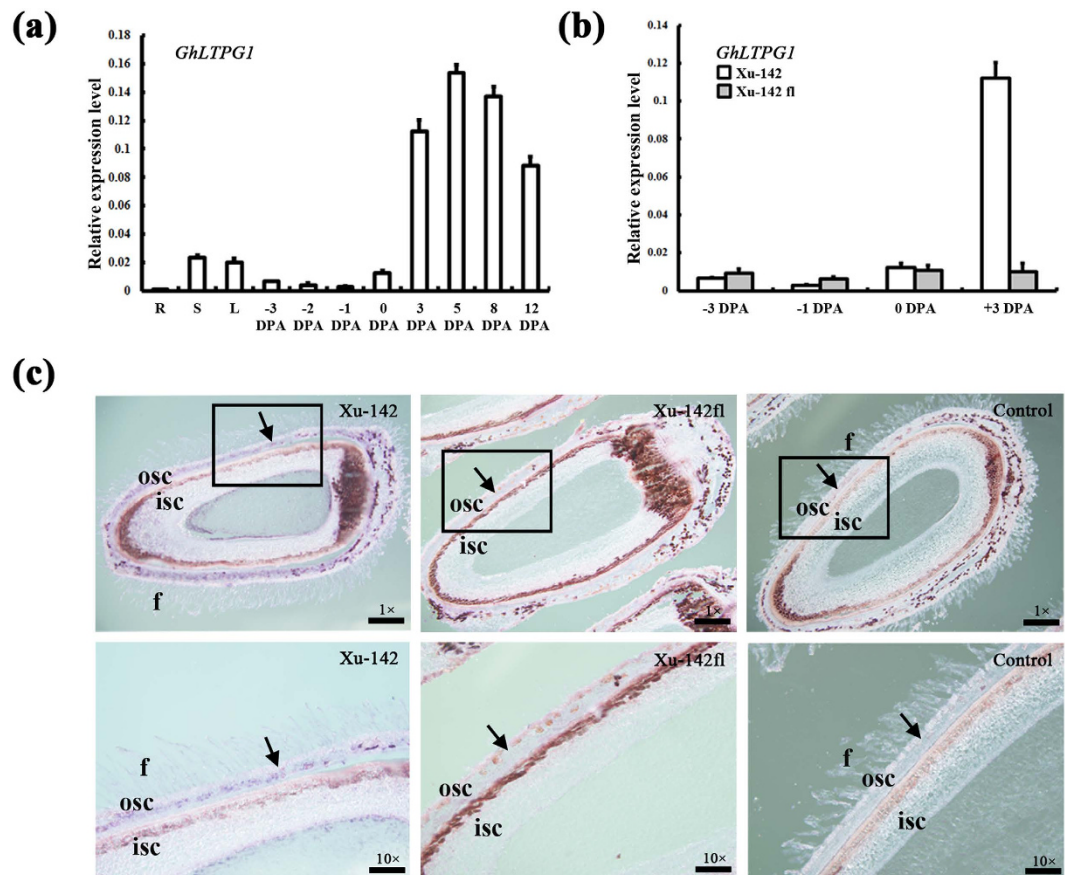 (a)
GhLTPG1
Relative expression level
0.18
0.16
0.14
0.12
0.1
0.08
0.06
0.04
0.02
0
R S L -3 -2 -1 0 3 5 8 12
DPA DPA DPA DPA DPA DPA DPA DPA
(b)
GhLTPG1
Xu-142
Xu-142 fl
Relative expression level
0.14
0.12
0.1
0.08
0.06
0.04
0.02
0
-3 DPA -1 DPA 0 DPA +3 DPA
(c)
Xu-142
osc
isc
f
1×
Xu-142fl
osc
isc
1×
Control
f
osc
isc
1×
Xu-142
f
osc
isc
10×
Xu-142fl
osc
isc
10×
Control
f
osc
isc
10×